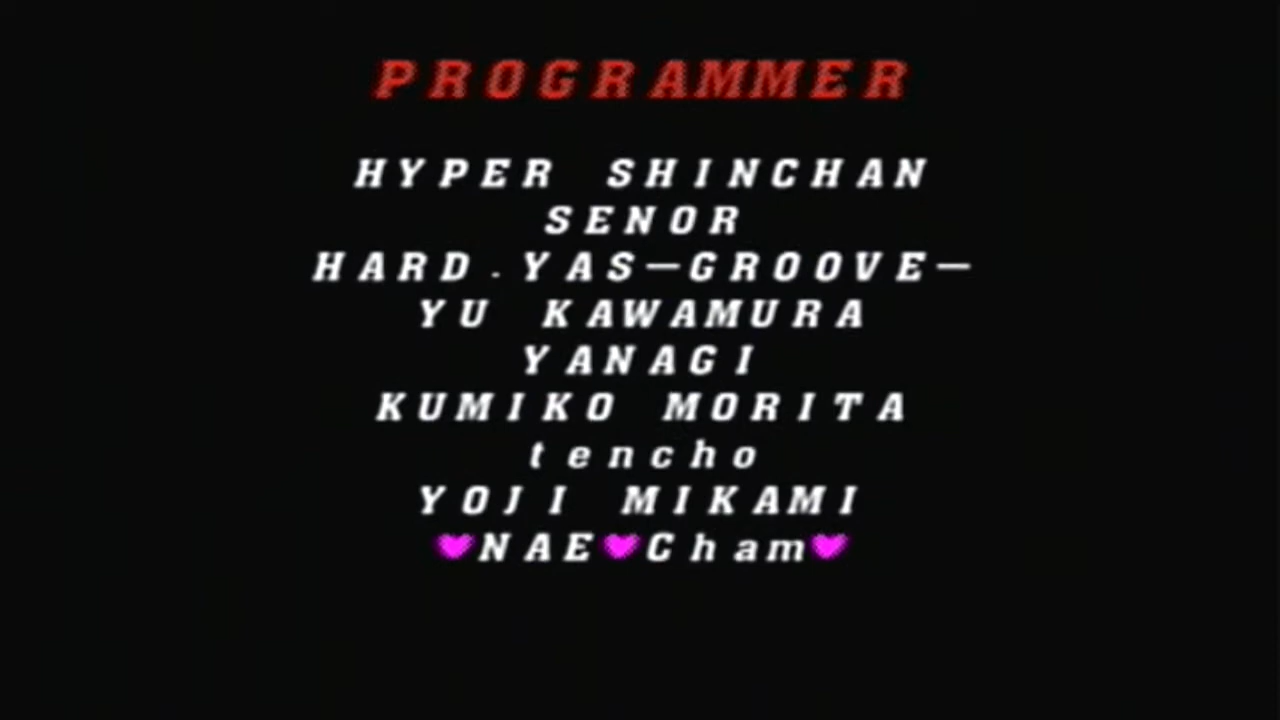 PROGRAMMER
HYPER SHINCHAN
SENOR
HARD.YAS—GROOVE—
YU KAWAMURA
YANAGI
KUMIKO MORITA
tencho
YOJI MIKAMI
♥NAE♥Cham♥